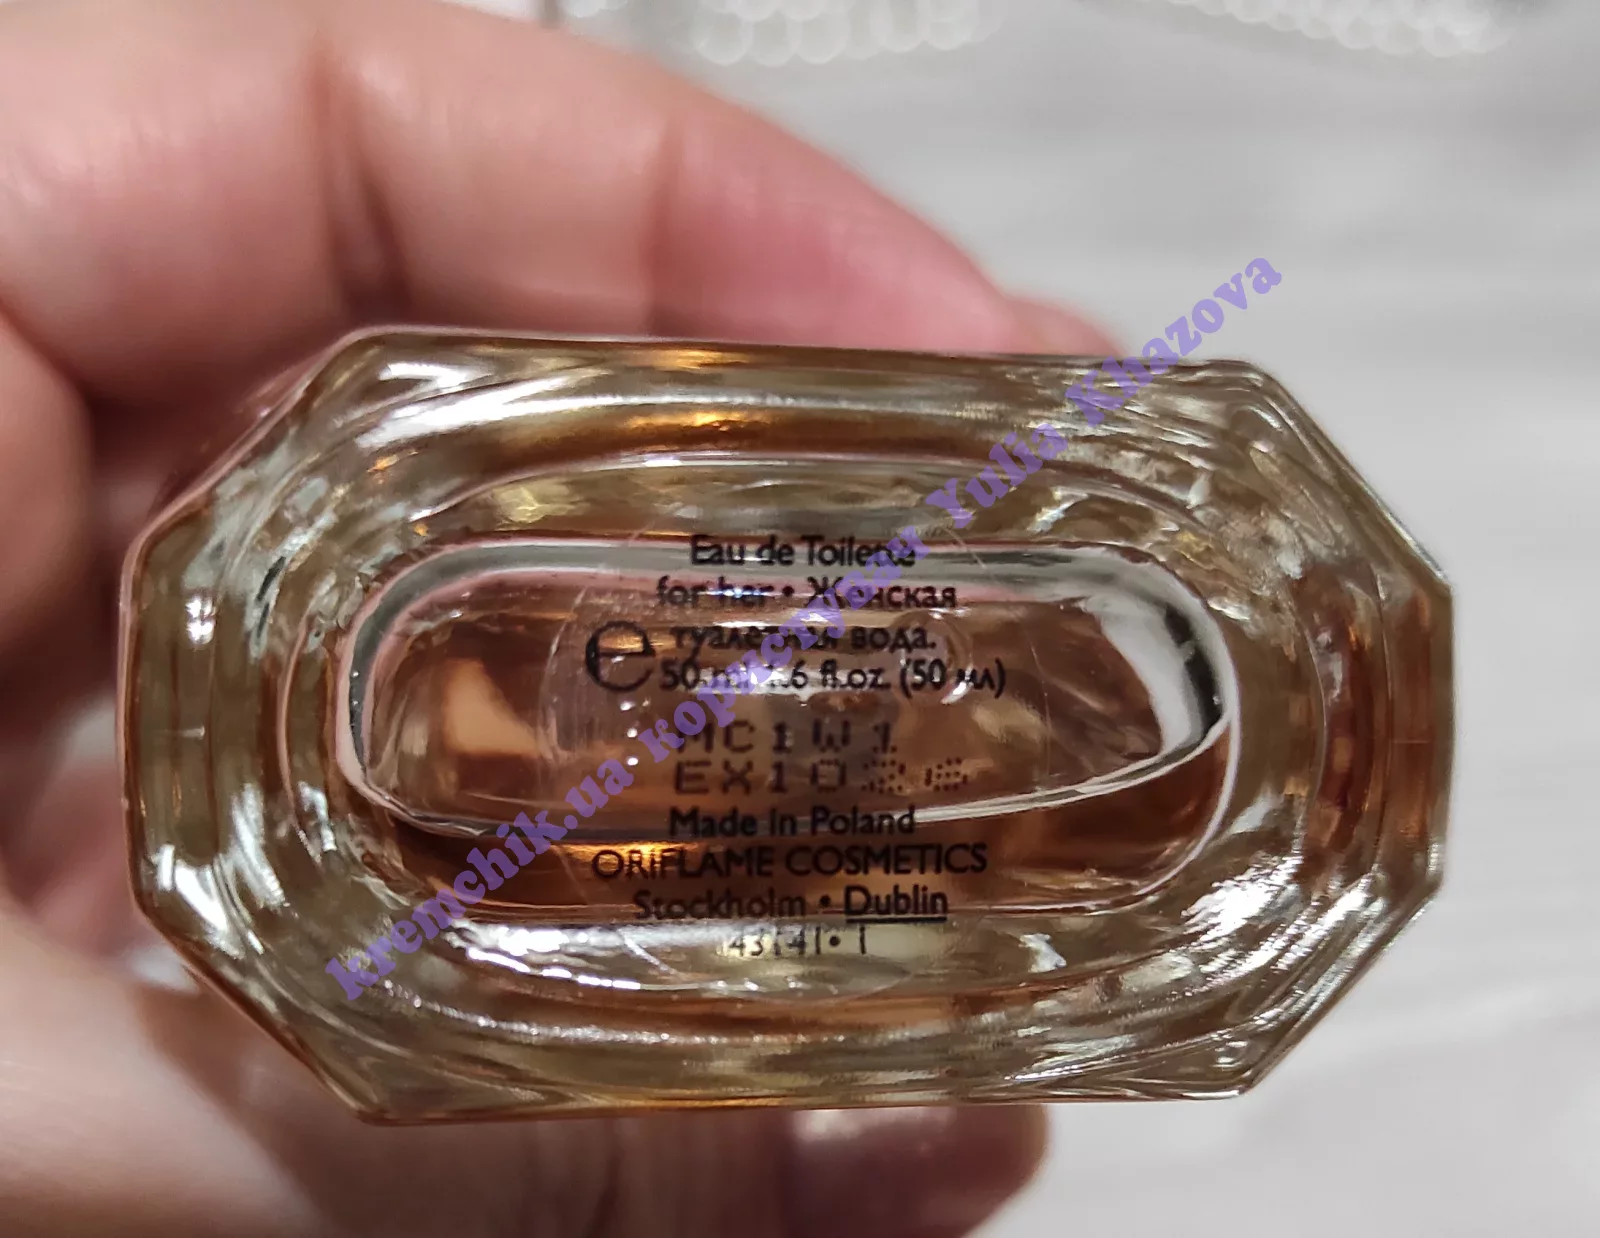 Eau de Toilette
for her • Женская
туалетная вода.
e 50 ml 1.6 fl.oz. (50 мл)
MC1W1
Made in Poland
ORIFLAME COSMETICS
Stockholm • Dublin
kremchik.ua користувач Yulia Khazova